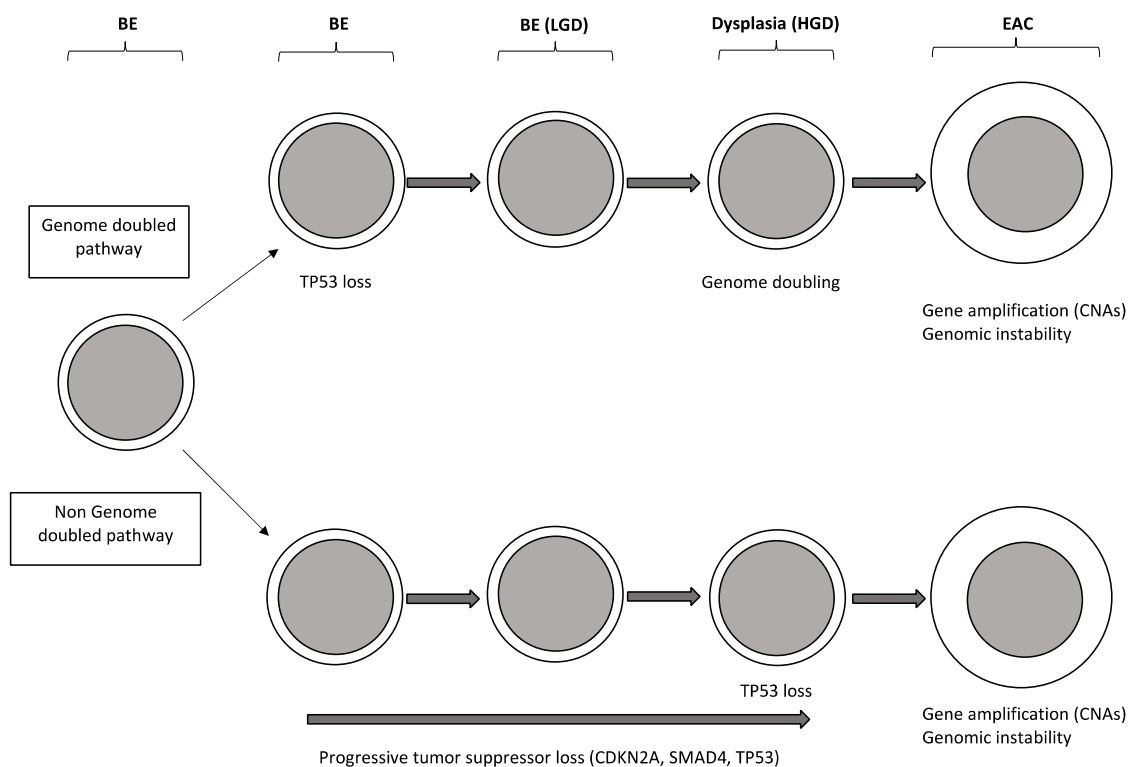 BE
BE
BE (LGD)
Dysplasia (HGD)
EAC
Genome doubled
pathway
TP53 loss
Genome doubling
Gene amplification (CNAs)
Genomic instability
Non Genome
doubled pathway
TP53 loss
Gene amplification (CNAs)
Genomic instability
Progressive tumor suppressor loss (CDKN2A, SMAD4, TP53)